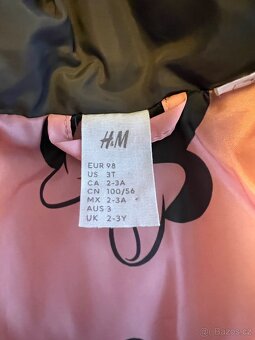 H&M
EUR 98
US 3T
CA 2-3A
CN 100/56
MX 2-3A
AUS 3
UK 2-3Y
Bazos.cz